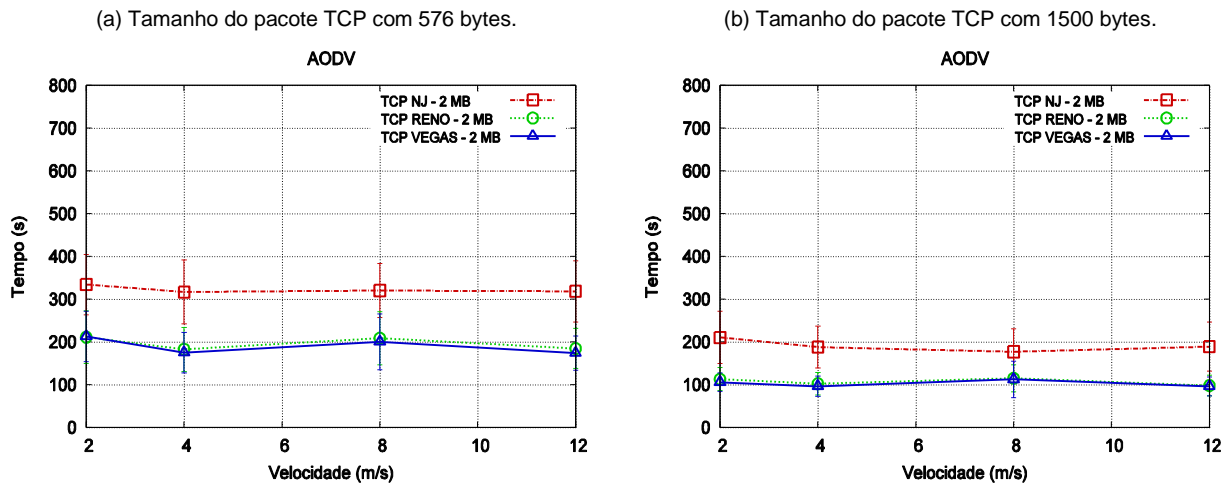 (a) Tamanho do pacote TCP com 576 bytes.
AODV
800
700
600
500
400
300
200
100
0
Tempo (s)
TCP NJ - 2 MB
TCP RENO - 2 MB
TCP VEGAS - 2 MB
2 4 6 8 10 12
Velocidade (m/s)
(b) Tamanho do pacote TCP com 1500 bytes.
AODV
800
700
600
500
400
300
200
100
0
Tempo (s)
TCP NJ - 2 MB
TCP RENO - 2 MB
TCP VEGAS - 2 MB
2 4 6 8 10 12
Velocidade (m/s)